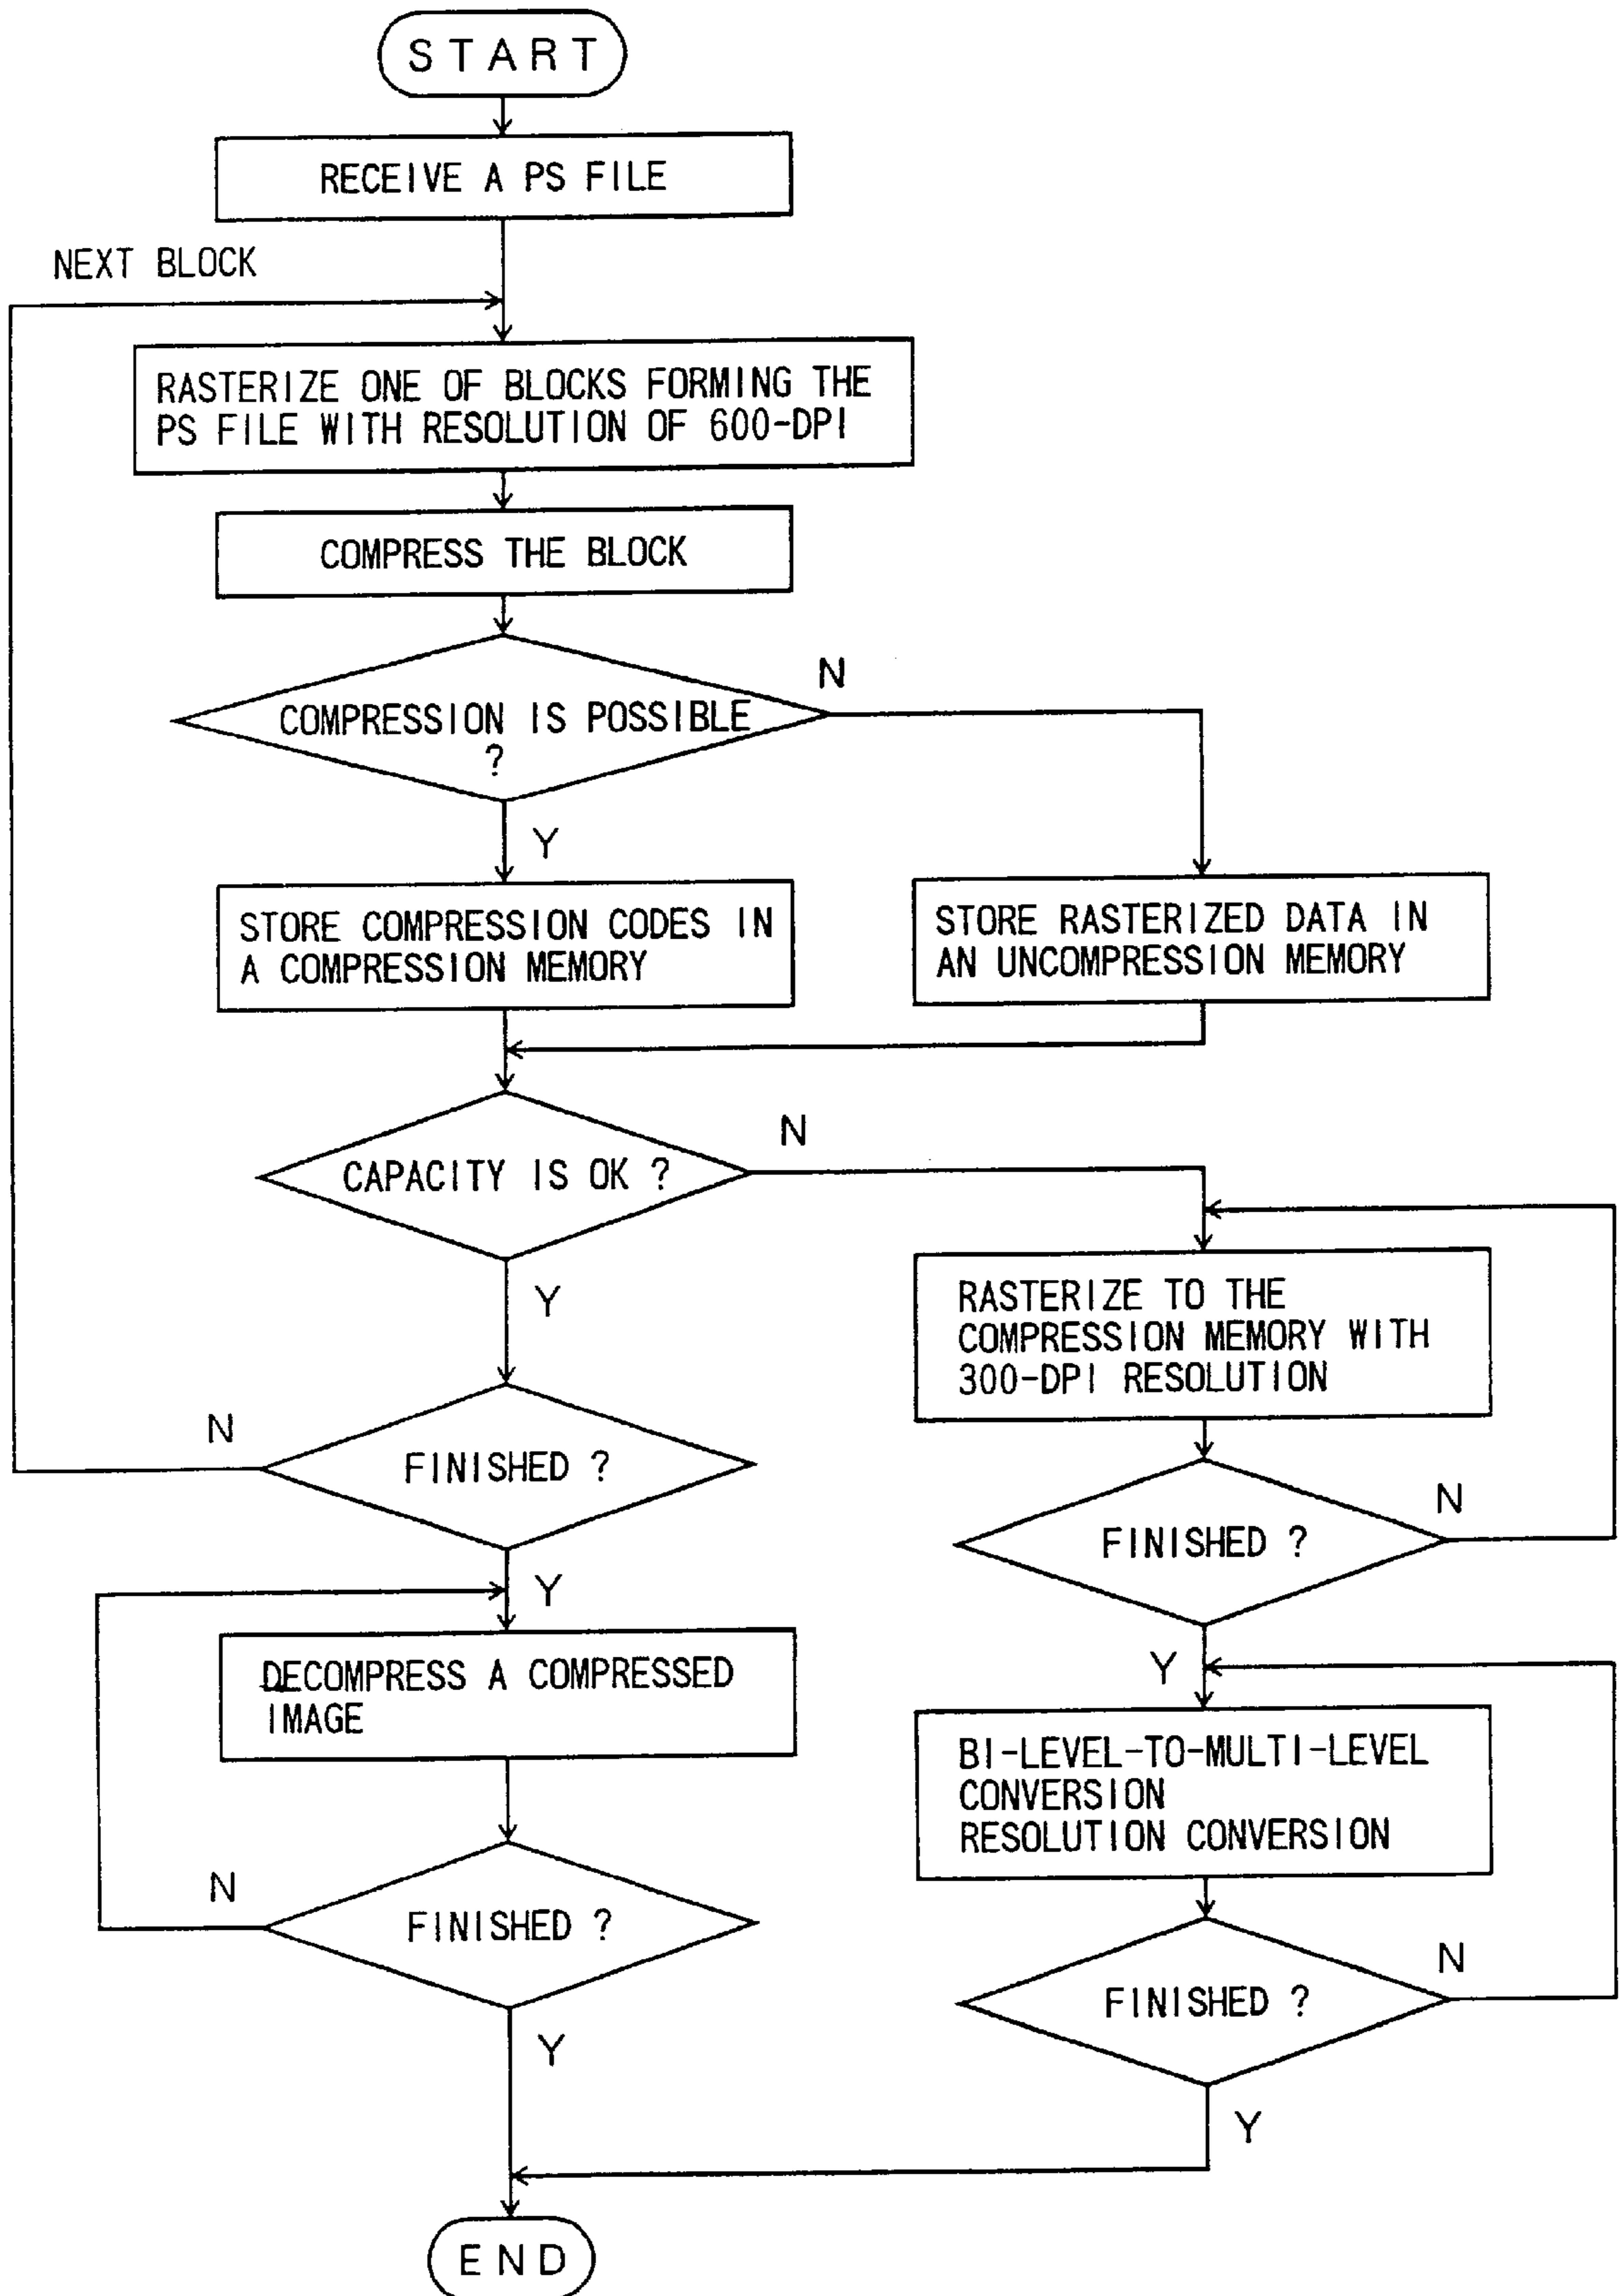 START
RECEIVE A PS FILE
NEXT BLOCK
RASTERIZE ONE OF BLOCKS FORMING THE
PS FILE WITH RESOLUTION OF 600-DPI
COMPRESS THE BLOCK
N
COMPRESSION IS POSSIBLE
?
Y
STORE COMPRESSION CODES IN
A COMPRESSION MEMORY
STORE RASTERIZED DATA IN
AN UNCOMPRESSION MEMORY
N
CAPACITY IS OK ?
Y
RASTERIZE TO THE
COMPRESSION MEMORY WITH
300-DPI RESOLUTION
N
FINISHED ?
N
FINISHED ?
Y
Y
DECOMPRESS A COMPRESSED
IMAGE
BI-LEVEL-TO-MULTI-LEVEL
CONVERSION
RESOLUTION CONVERSION
N
FINISHED ?
N
FINISHED ?
Y
Y
END